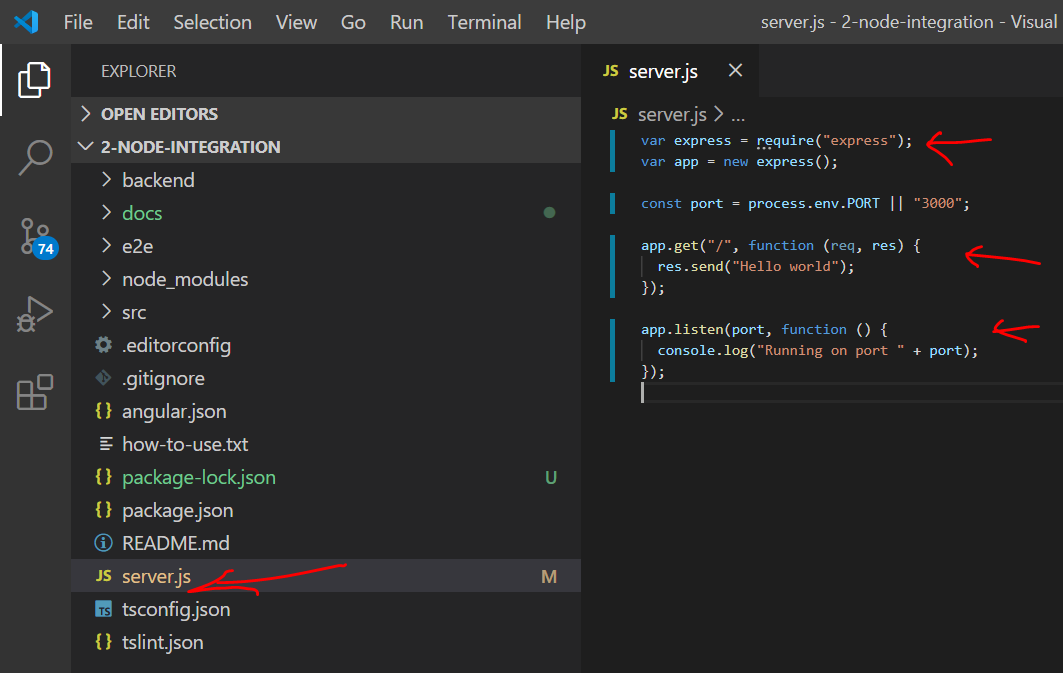 File Edit Selection View Go Run Terminal Help server.js - 2-node-integration - Visual
EXPLORER
OPEN EDITORS
2-NODE-INTEGRATION
backend
docs
e2e
node_modules
src
.editorconfig
.gitignore
angular.json
how-to-use.txt
package-lock.json U
package.json
README.md
JS server.js M
TS tsconfig.json
tslint.json
74
JS server.js
JS server.js > ...
var express = require("express");
var app = new express();
const port = process.env.PORT || "3000";
app.get("/", function (req, res) {
res.send("Hello world");
});
app.listen(port, function () {
console.log("Running on port " + port);
});